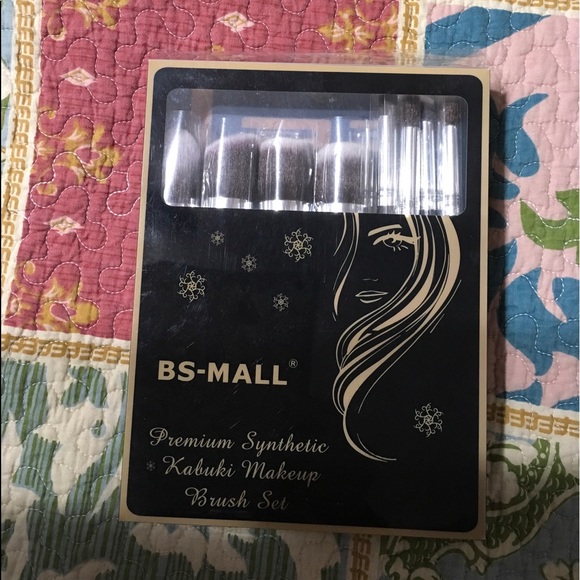 BS-MALL®
Premium Synthetic
Kabuki Makeup
Brush Set